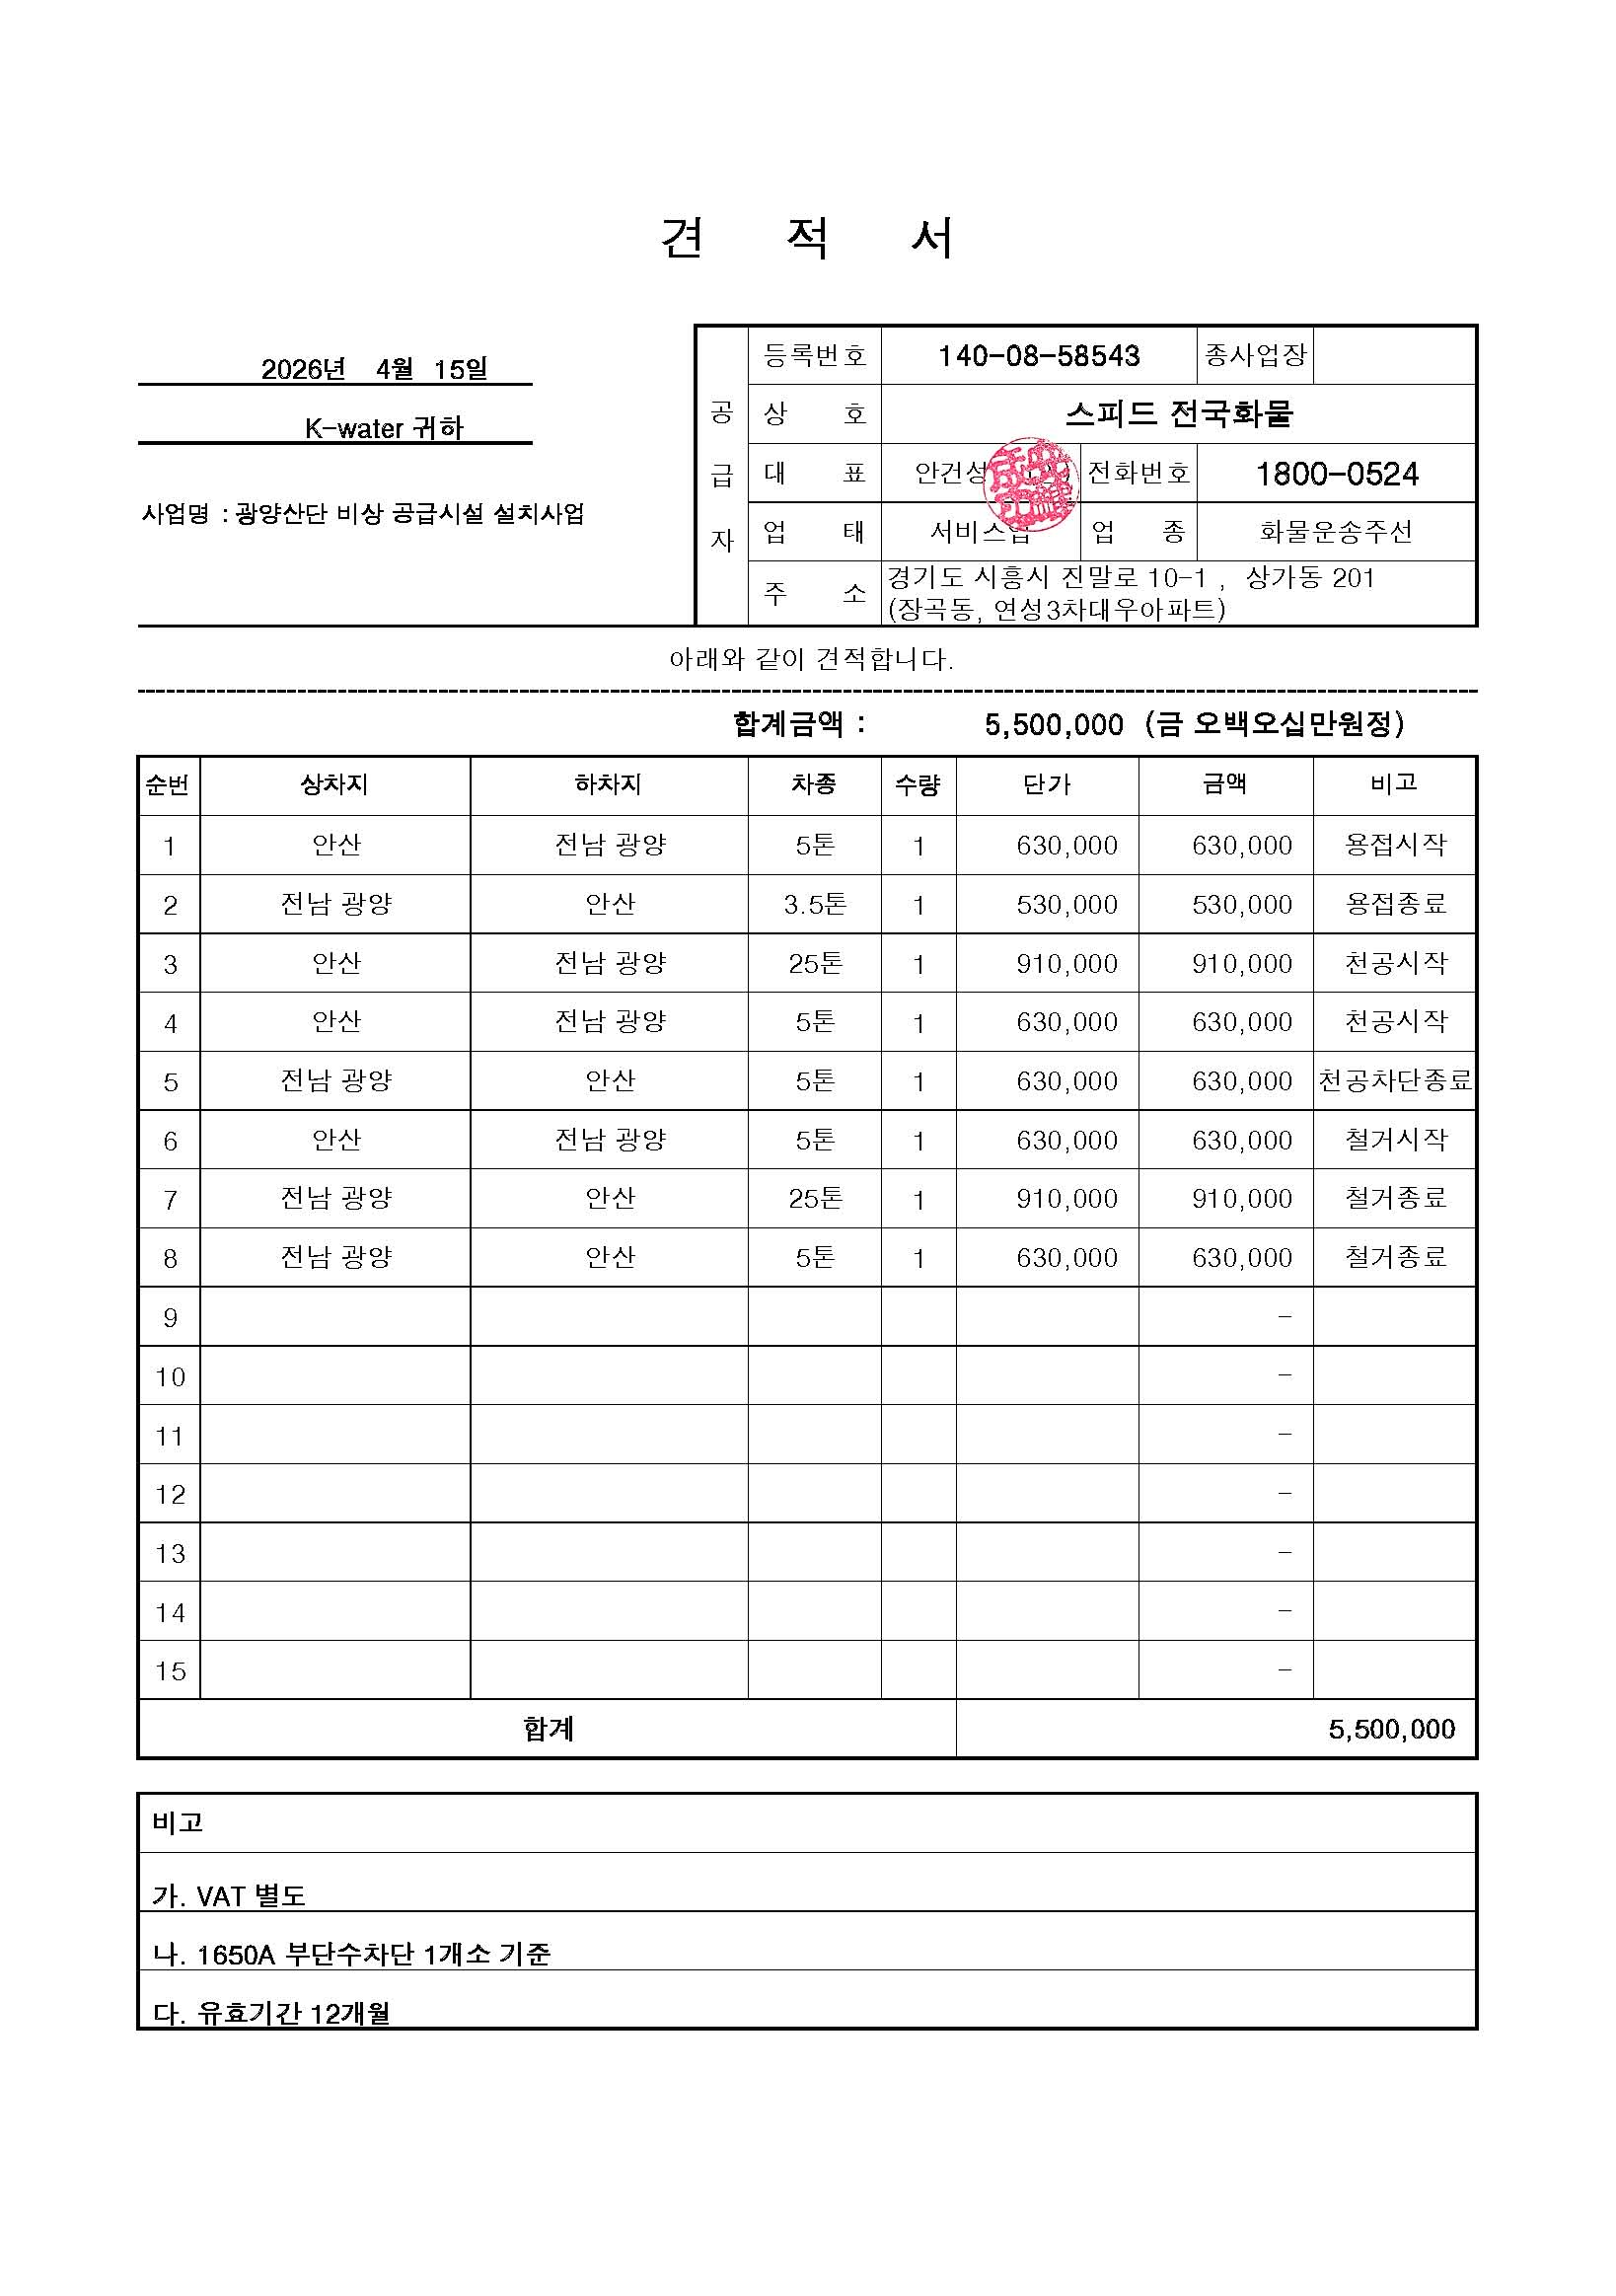 견 적 서
2026년 4월 15일
K-water 귀하
사업명 : 광양산단 비상 공급시설 설치사업
공급자
등록번호 140-08-58543 종사업장
상 호 스피드 전국화물
대 표 안건성 전화번호 1800-0524
업 태 서비스업 업 종 화물운송주선
주 소 경기도 시흥시 진말로 10-1 , 상가동 201
(장곡동, 연성3차대우아파트)
아래와 같이 견적합니다.
합계금액 : 5,500,000 (금 오백오십만원정)
순번 상차지 하차지 차종 수량 단가 금액 비고
1 안산 전남 광양 5톤 1 630,000 630,000 용접시작
2 전남 광양 안산 3.5톤 1 530,000 530,000 용접종료
3 안산 전남 광양 25톤 1 910,000 910,000 천공시작
4 안산 전남 광양 5톤 1 630,000 630,000 천공시작
5 전남 광양 안산 5톤 1 630,000 630,000 천공차단종료
6 안산 전남 광양 5톤 1 630,000 630,000 철거시작
7 전남 광양 안산 25톤 1 910,000 910,000 철거종료
8 전남 광양 안산 5톤 1 630,000 630,000 철거종료
9 -
10 -
11 -
12 -
13 -
14 -
15 -
합계 5,500,000
비고
가. VAT 별도
나. 1650A 부단수차단 1개소 기준
다. 유효기간 12개월